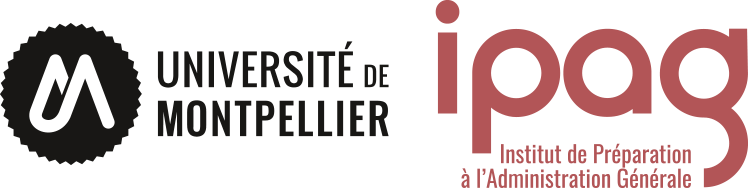 UNIVERSITÉ DE
MONTPELLIER
ipag
Institut de Préparation
à l'Administration Générale